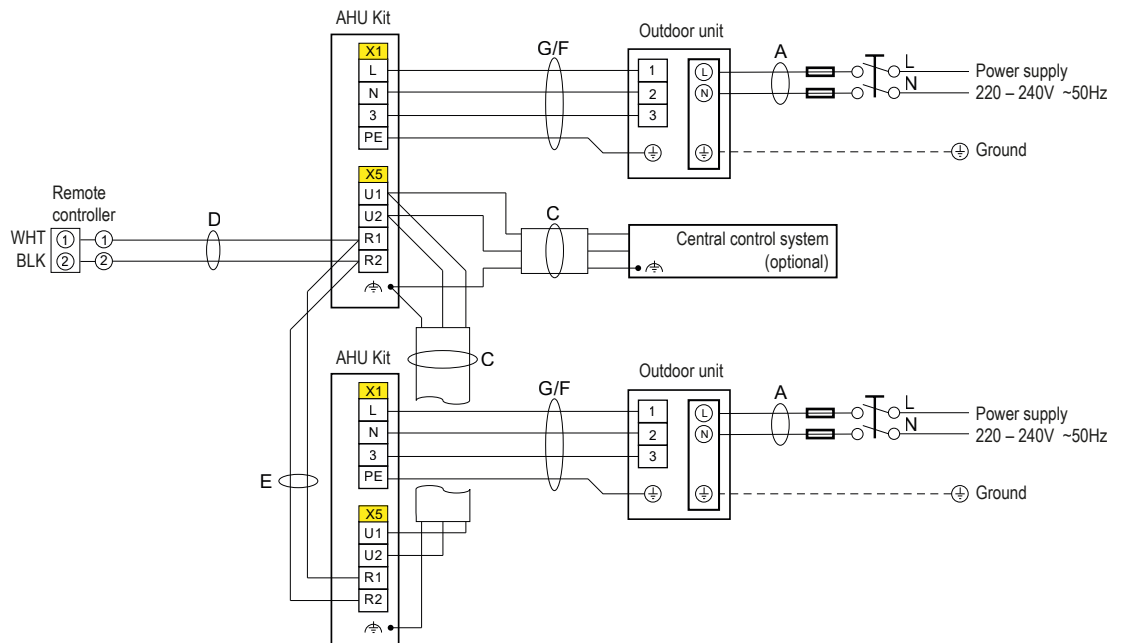 AHU Kit
X1
L
N
3
PE
X5
U1
U2
R1
R2
G/F
Outdoor unit
1
2
3
L
N
A
L
N
Power supply
220 – 240V ~50Hz
Ground
Remote
controller
WHT 1 1
BLK 2 2
D
C
Central control system
(optional)
C
E
AHU Kit
X1
L
N
3
PE
X5
U1
U2
R1
R2
G/F
Outdoor unit
1
2
3
L
N
A
L
N
Power supply
220 – 240V ~50Hz
Ground